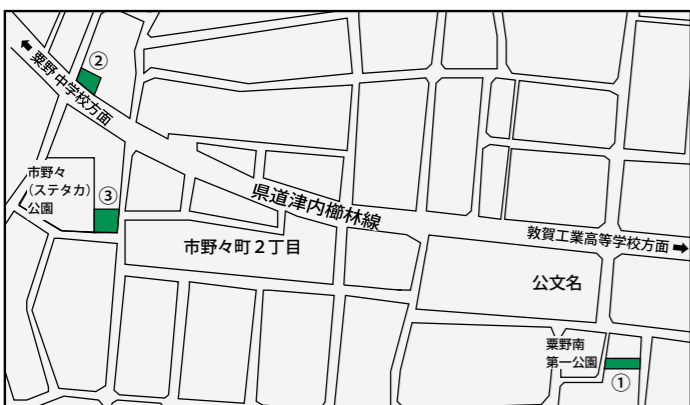 ②
粟野中学校方面
市野々
(ステタカ)
公園
③
県道津内櫛林線
敦賀工業高等学校方面
市野々町２丁目
公文名
粟野南
第一公園
①